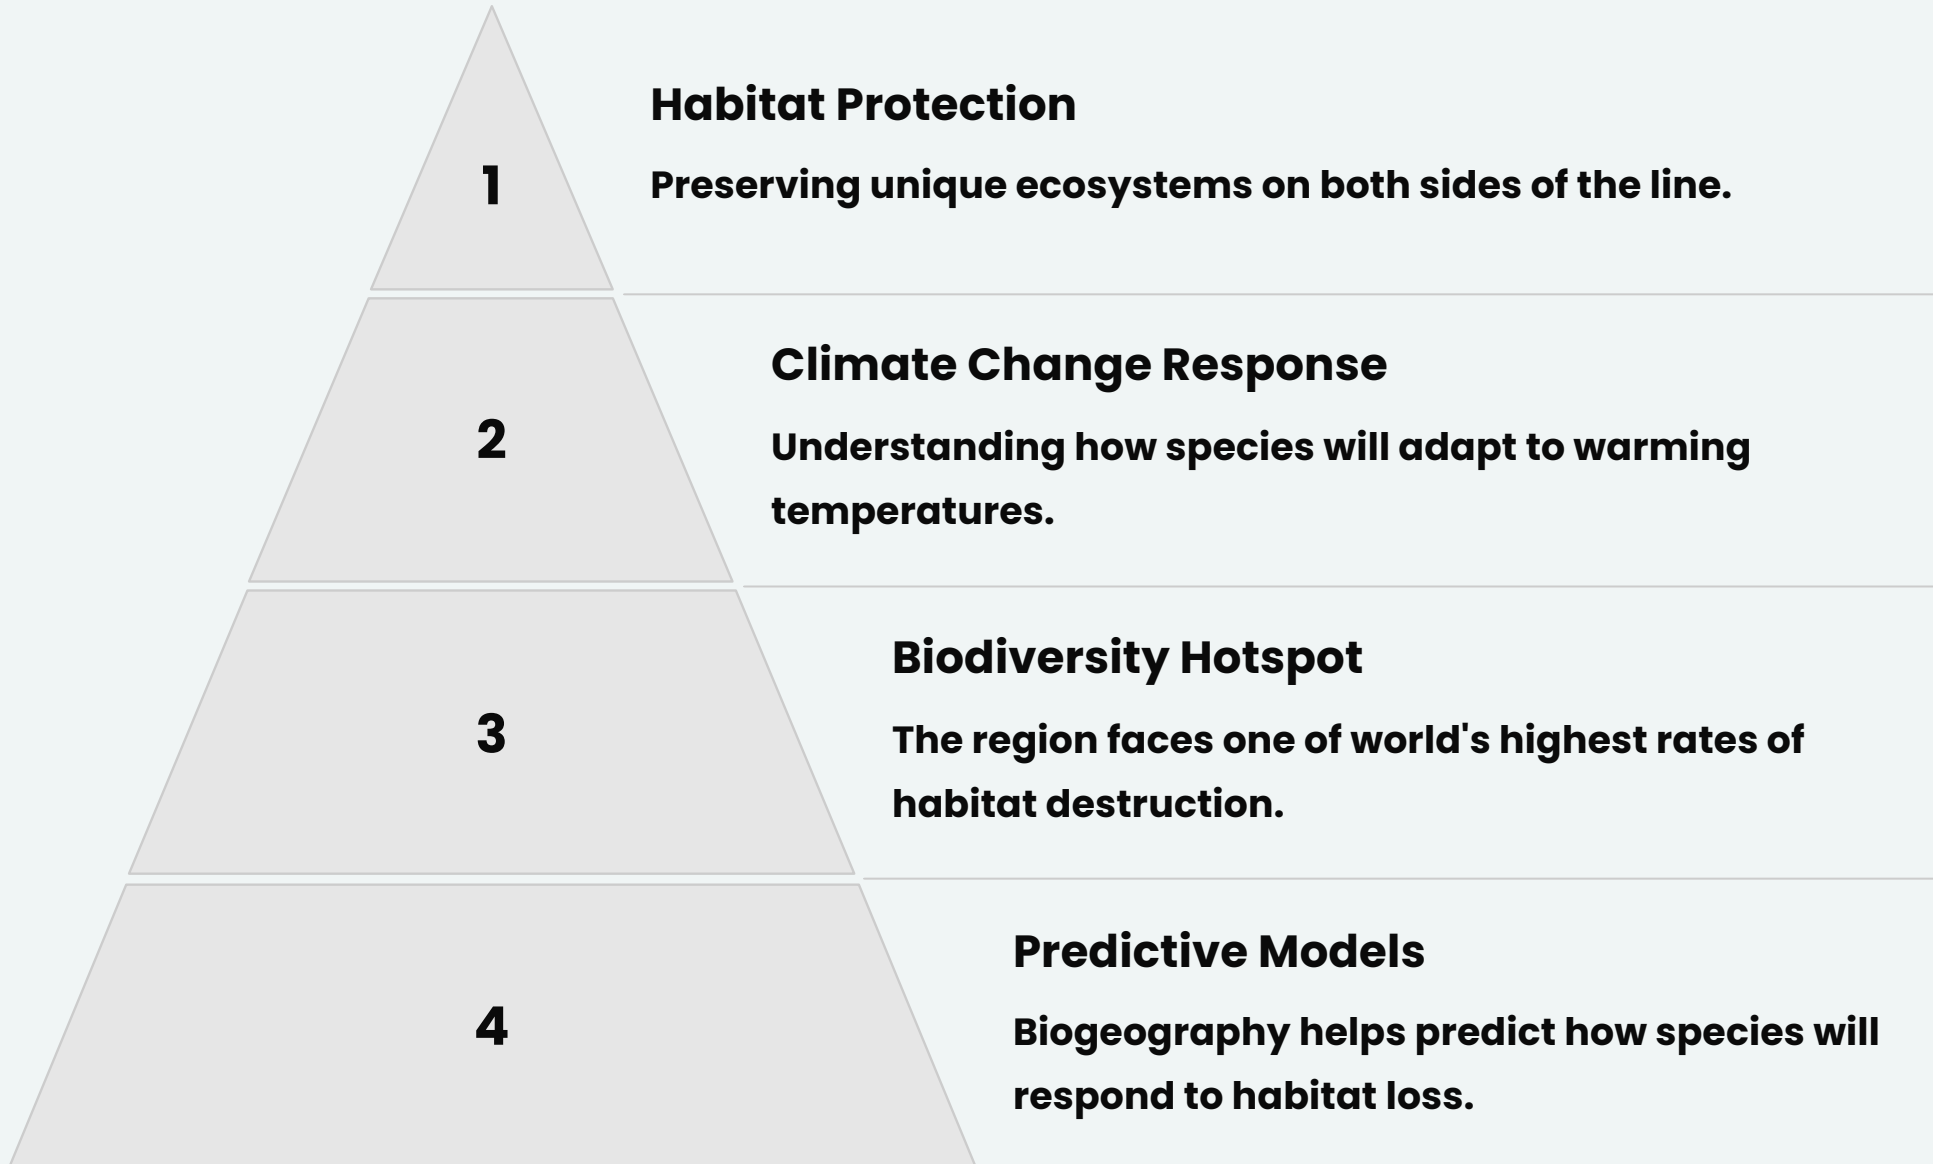 1
Habitat Protection
Preserving unique ecosystems on both sides of the line.
2
Climate Change Response
Understanding how species will adapt to warming
temperatures.
3
Biodiversity Hotspot
The region faces one of world's highest rates of
habitat destruction.
4
Predictive Models
Biogeography helps predict how species will
respond to habitat loss.